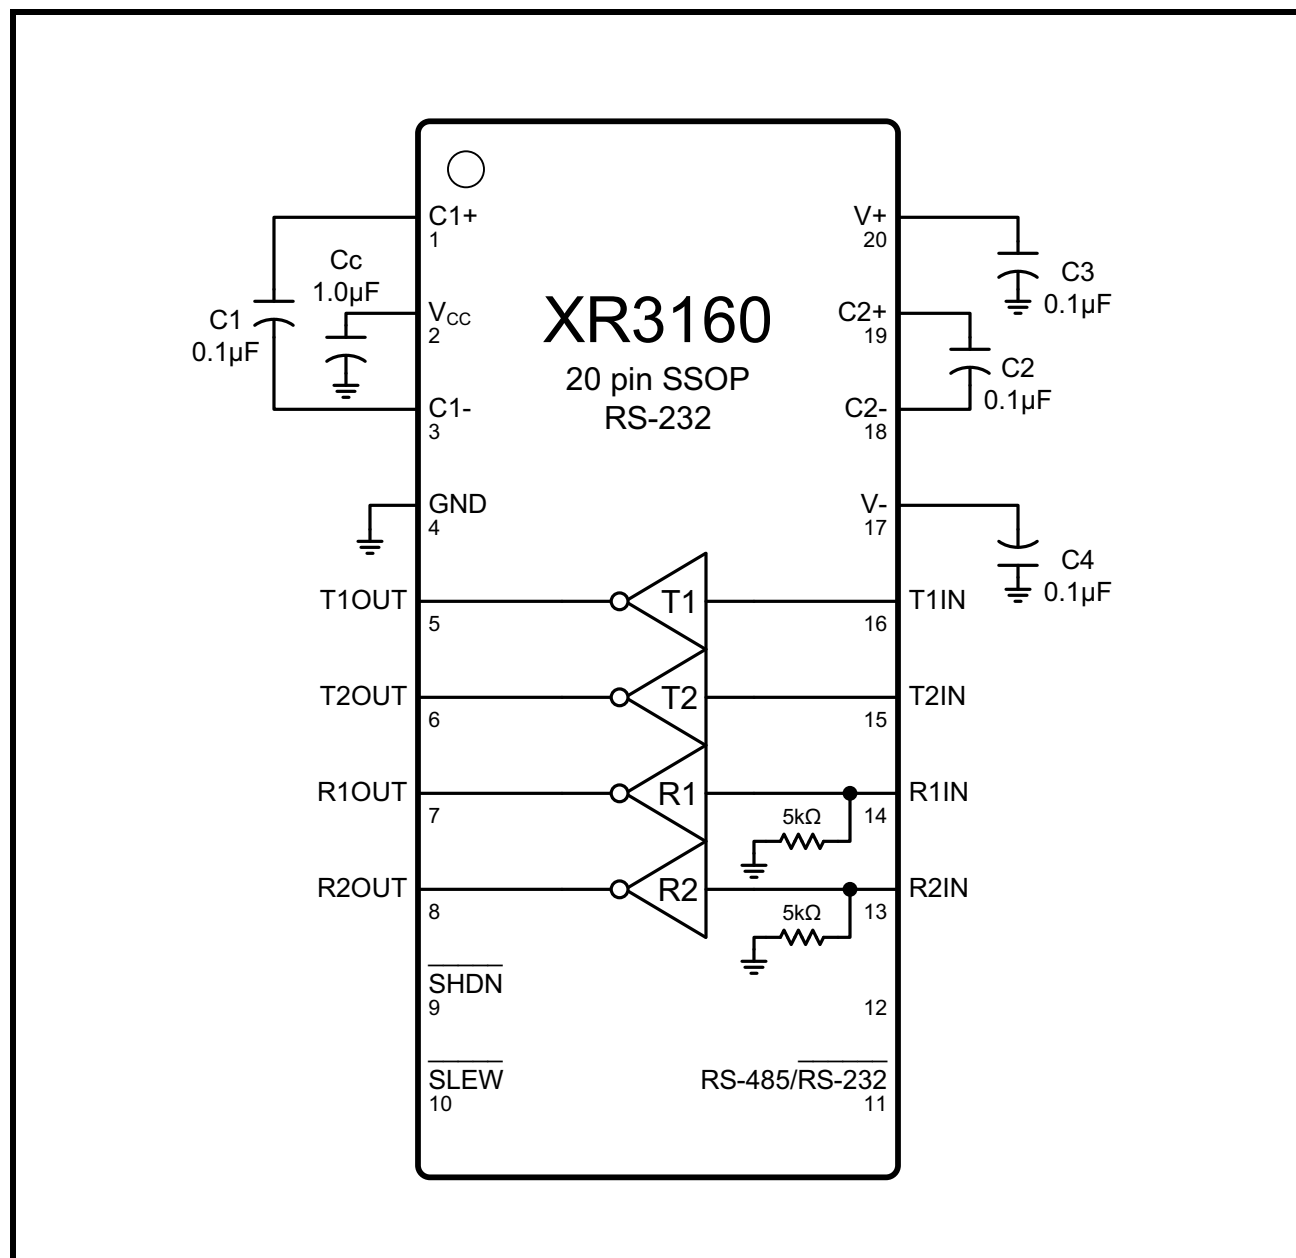 C1+
1
Cc
1.0µF
VCC
2
C1
0.1µF
C1-
3
GND
4
XR3160
20 pin SSOP
RS-232
V+
20
C3
0.1µF
C2+
19
C2
0.1µF
C2-
18
V-
17
C4
0.1µF
T1OUT
5
T1
16
T1IN
T2OUT
6
T2
15
T2IN
R1OUT
7
R1
5kΩ
14
R1IN
R2OUT
8
R2
5kΩ
13
R2IN
SHDN
9
12
SLEW
10
RS-485/RS-232
11